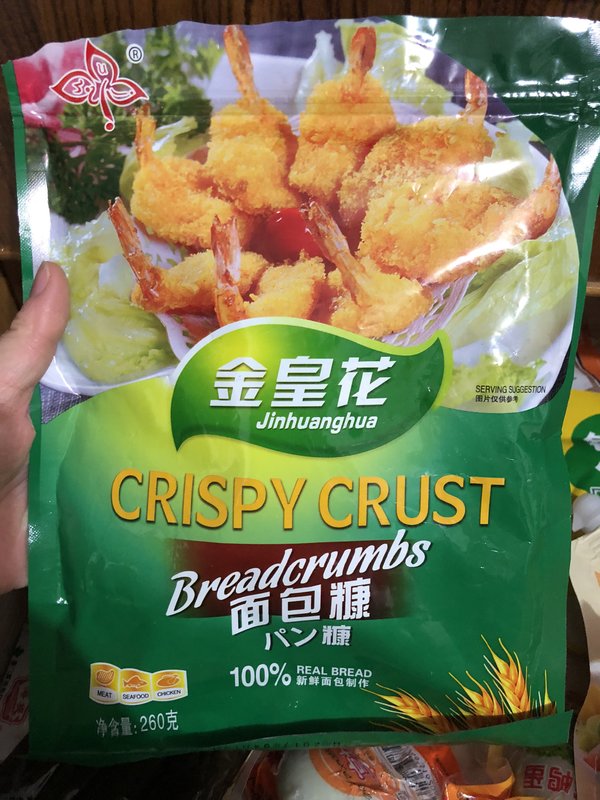 ®
金皇花
Jinhuanghua
SERVING SUGGESTION
图片仅供参考
CRISPY CRUST
Breadcrumbs
面包糠
パン糠
100% REAL BREAD
新鲜面包制作
MEAT SEAFOOD CHICKEN
净含量: 260克